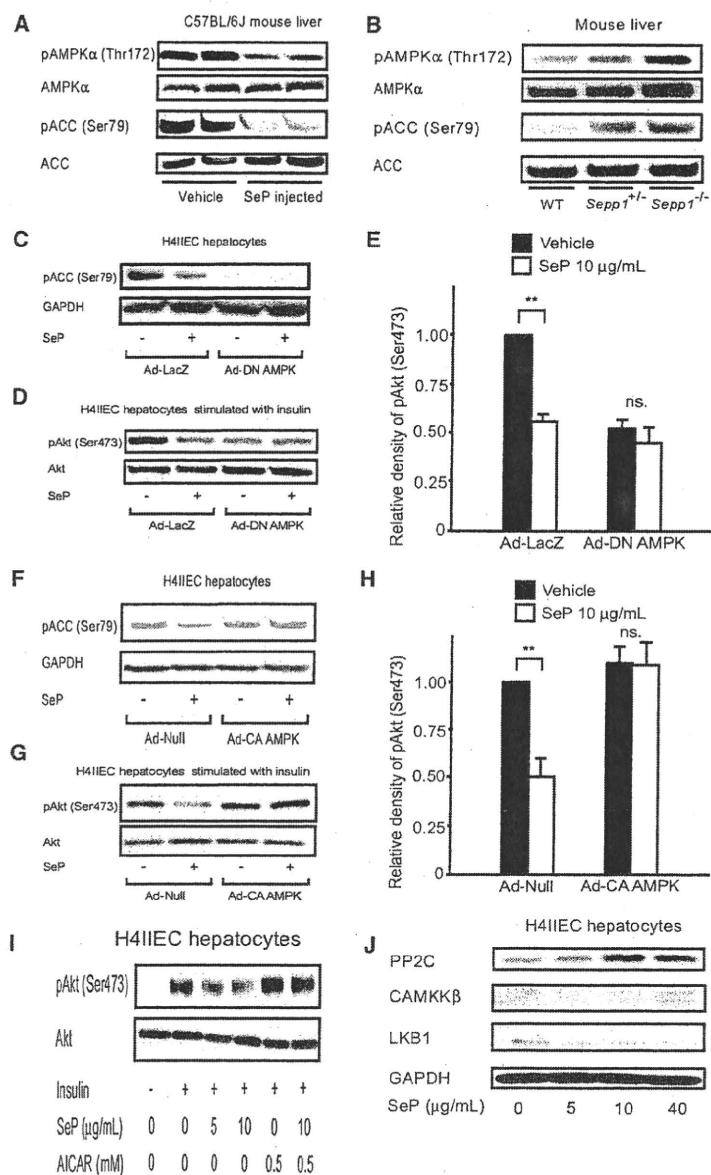 A
C57BL/6J mouse liver
pAMPKα (Thr172)
AMPKα
pACC (Ser79)
ACC
Vehicle SeP injected
B
Mouse liver
pAMPKα (Thr172)
AMPKα
pACC (Ser79)
ACC
WT Sepp1+/- Sepp1-/-
C
H4IIEC hepatocytes
pACC (Ser79)
GAPDH
SeP - + - +
Ad-LacZ Ad-DN AMPK
D
H4IIEC hepatocytes stimulated with insulin
pAkt (Ser473)
Akt
SeP - + - +
Ad-LacZ Ad-DN AMPK
E
Vehicle
SeP 10 μg/mL
Relative density of pAkt (Ser473)
1.00
0.75
0.50
0.25
0
**
ns.
Ad-LacZ Ad-DN AMPK
F
H4IIEC hepatocytes
pACC (Ser79)
GAPDH
SeP - + - +
Ad-Null Ad-CA AMPK
G
H4IIEC hepatocytes stimulated with insulin
pAkt (Ser473)
Akt
SeP - + - +
Ad-Null Ad-CA AMPK
H
Vehicle
SeP 10 μg/mL
Relative density of pAkt (Ser473)
1.00
0.75
0.50
0.25
0
**
ns.
Ad-Null Ad-CA AMPK
I
H4IIEC hepatocytes
pAkt (Ser473)
Akt
Insulin - + + + + +
SeP (μg/mL) 0 0 5 10 0 10
AICAR (mM) 0 0 0 0 0.5 0.5
J
H4IIEC hepatocytes
PP2C
CAMKKβ
LKB1
GAPDH
SeP (μg/mL) 0 5 10 40